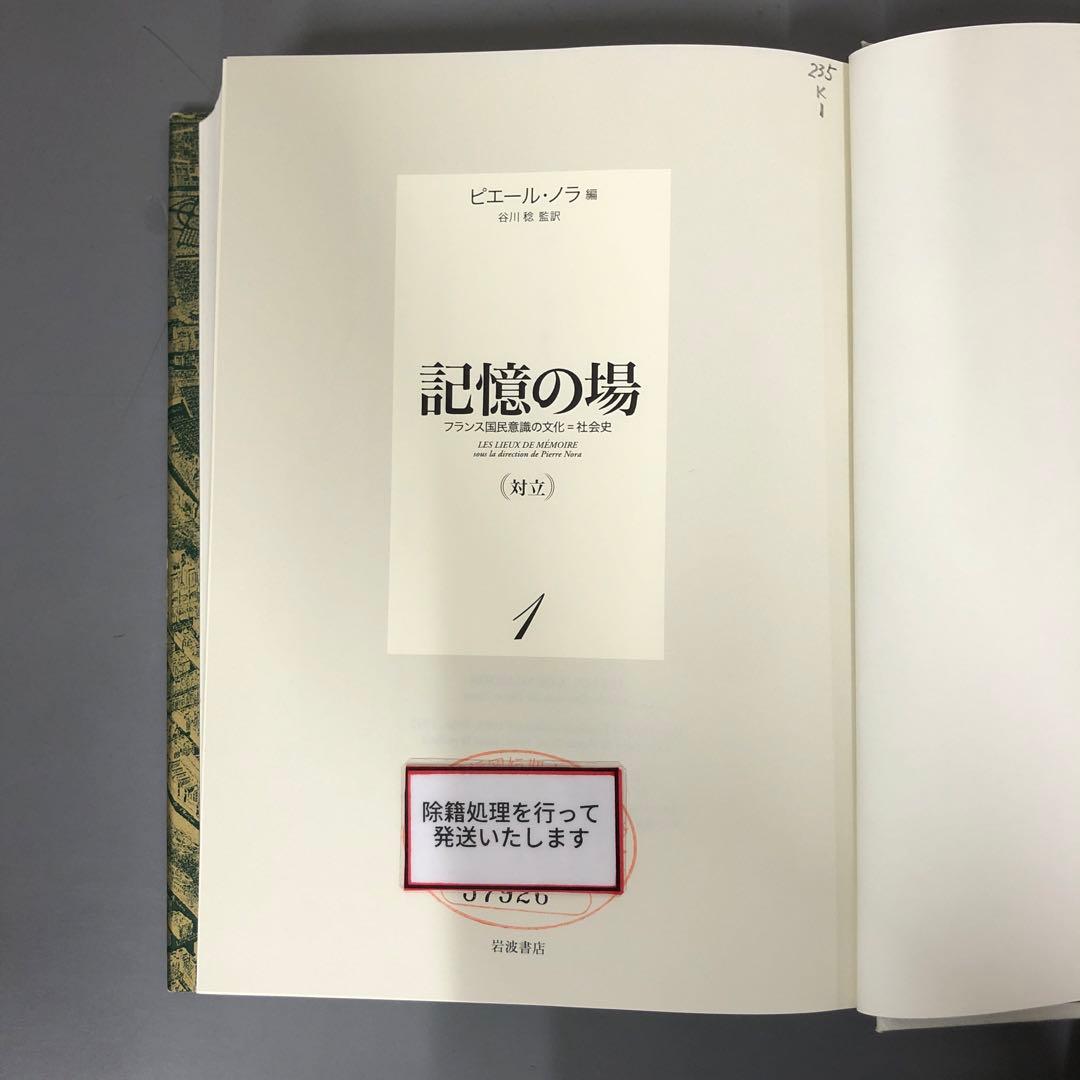 235
K
1
ピエール・ノラ 編
谷川 稔 監訳
記憶の場
フランス国民意識の文化=社会史
LES LIEUX DE MÉMOIRE
sous la direction de Pierre Nora
《対立》
1
除籍処理を行って
発送いたします
37926
岩波書店